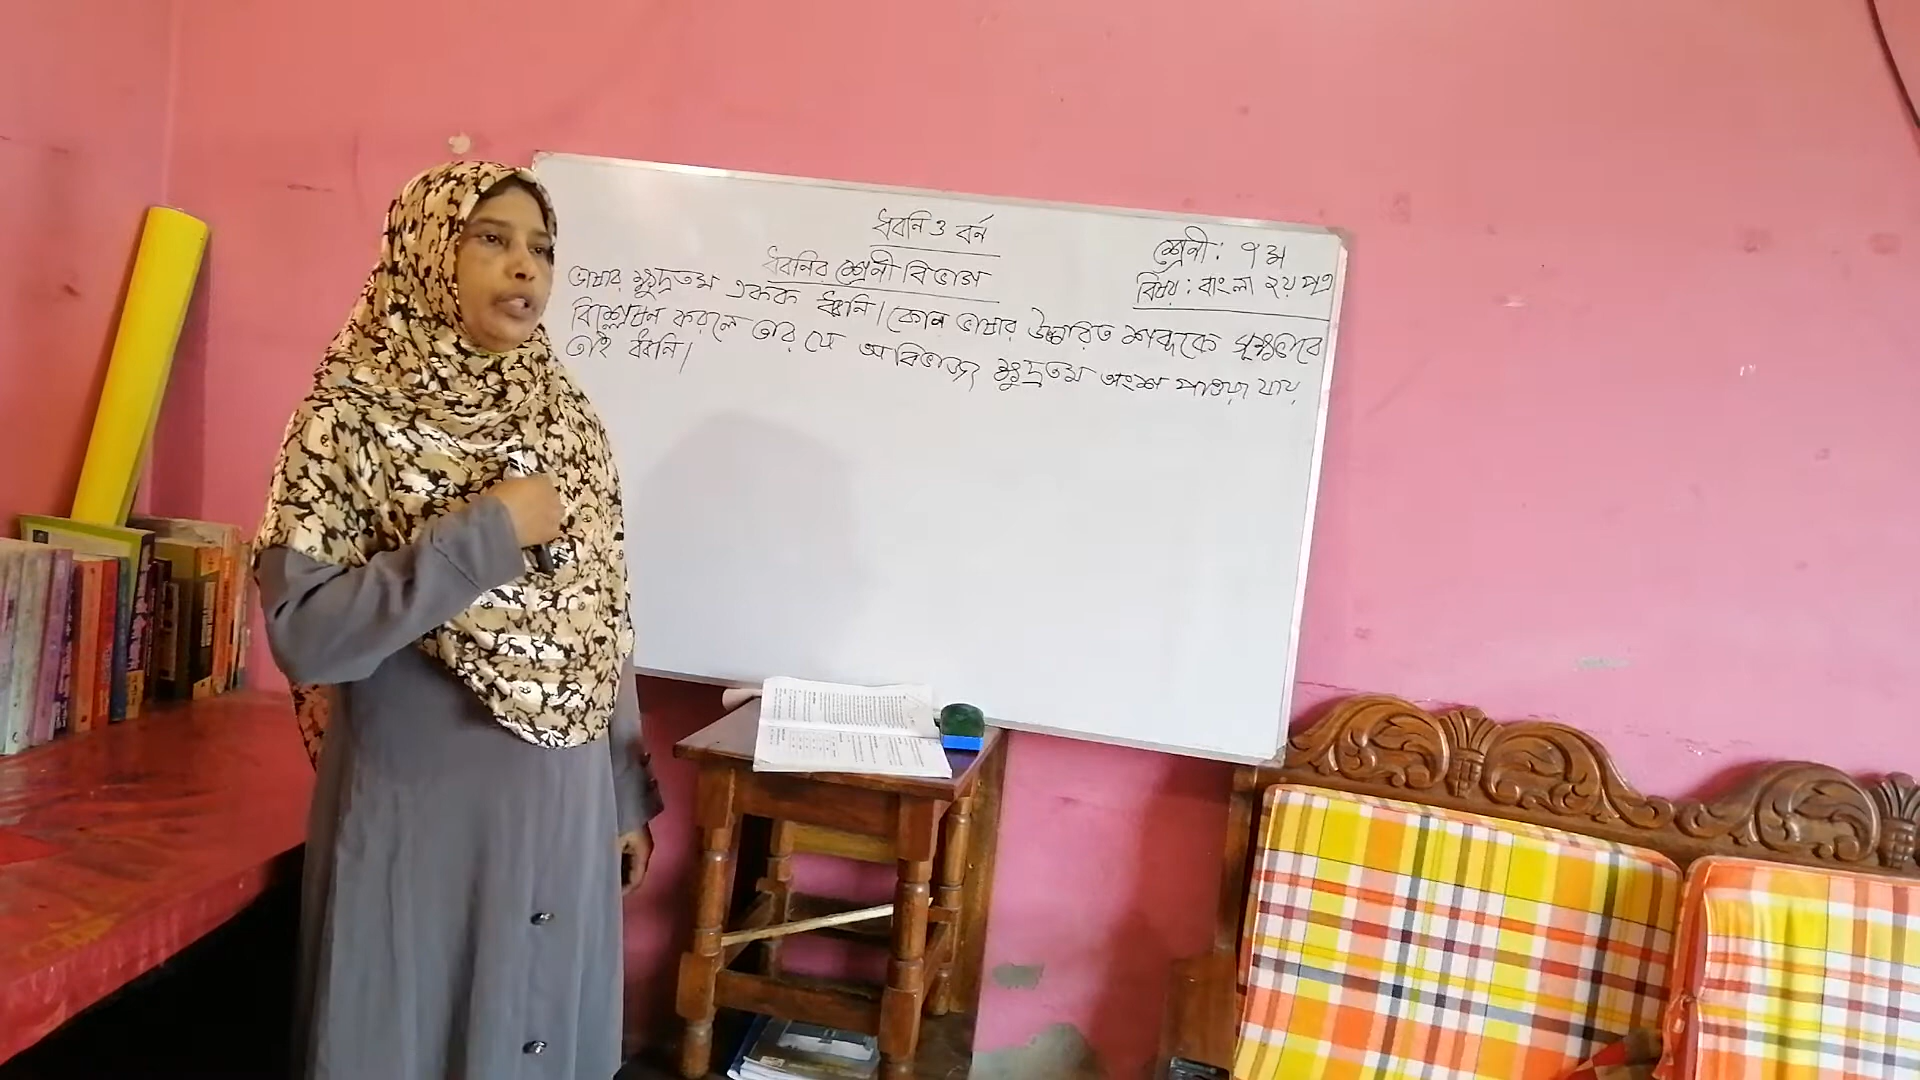 ধ্বনি ও বর্ন
শ্রেনী: ৭ম
ধ্বনির শ্রেনী বিভাগ
বিষয়: বাংলা ২য় পত্র
ভাষার ক্ষুদ্রতম একক ধ্বনি। কোন ভাষার উচ্চারিত শব্দকে সূক্ষ্মভাবে
বিশ্লেষন করলে তার যে অবিভাজ্য ক্ষুদ্রতম অংশ পাওয়া যায়
তাই ধ্বনি।